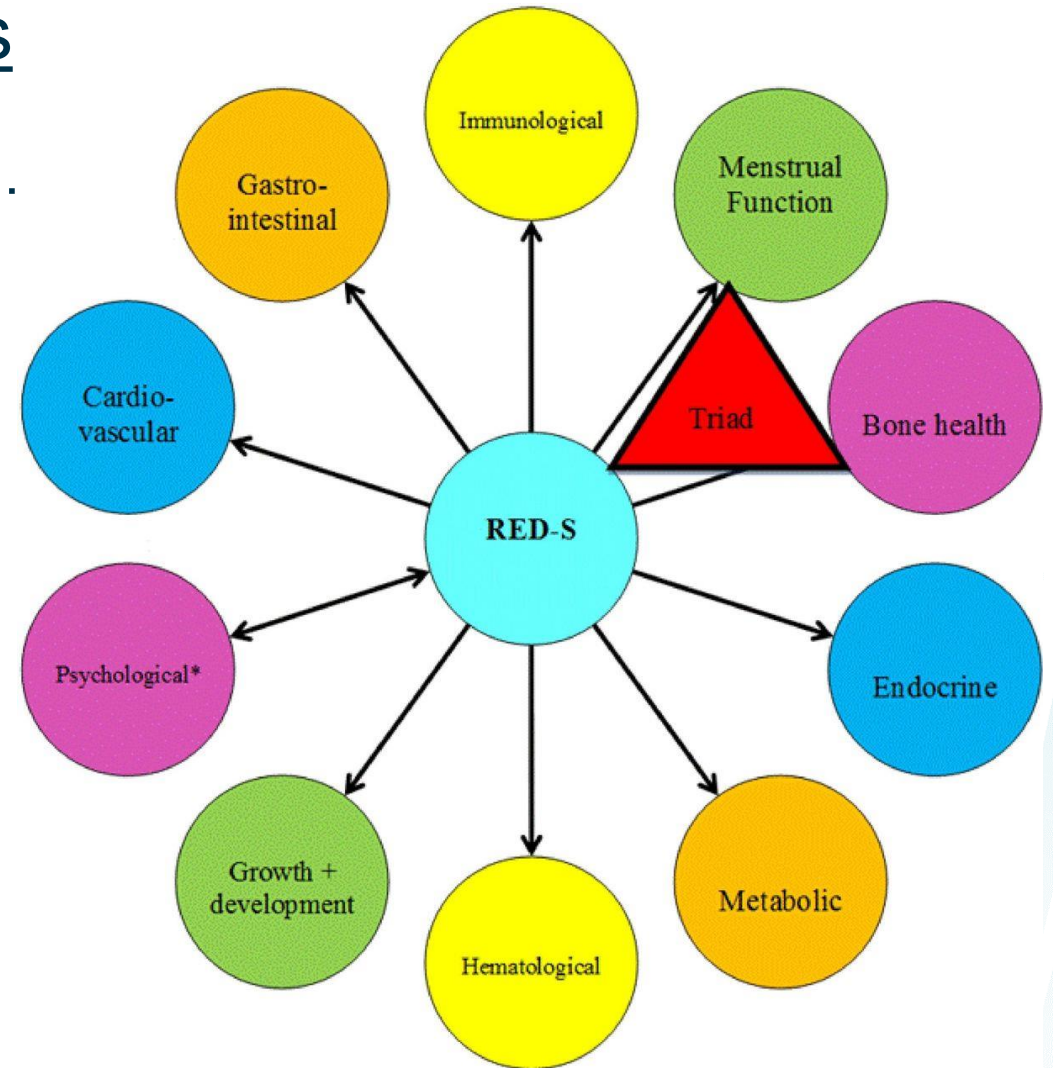 S
.
Immunological
Gastro-
intestinal
Menstrual
Function
Cardio-
vascular
Triad
Bone health
RED-S
Psychological*
Endocrine
Growth +
development
Metabolic
Hematological